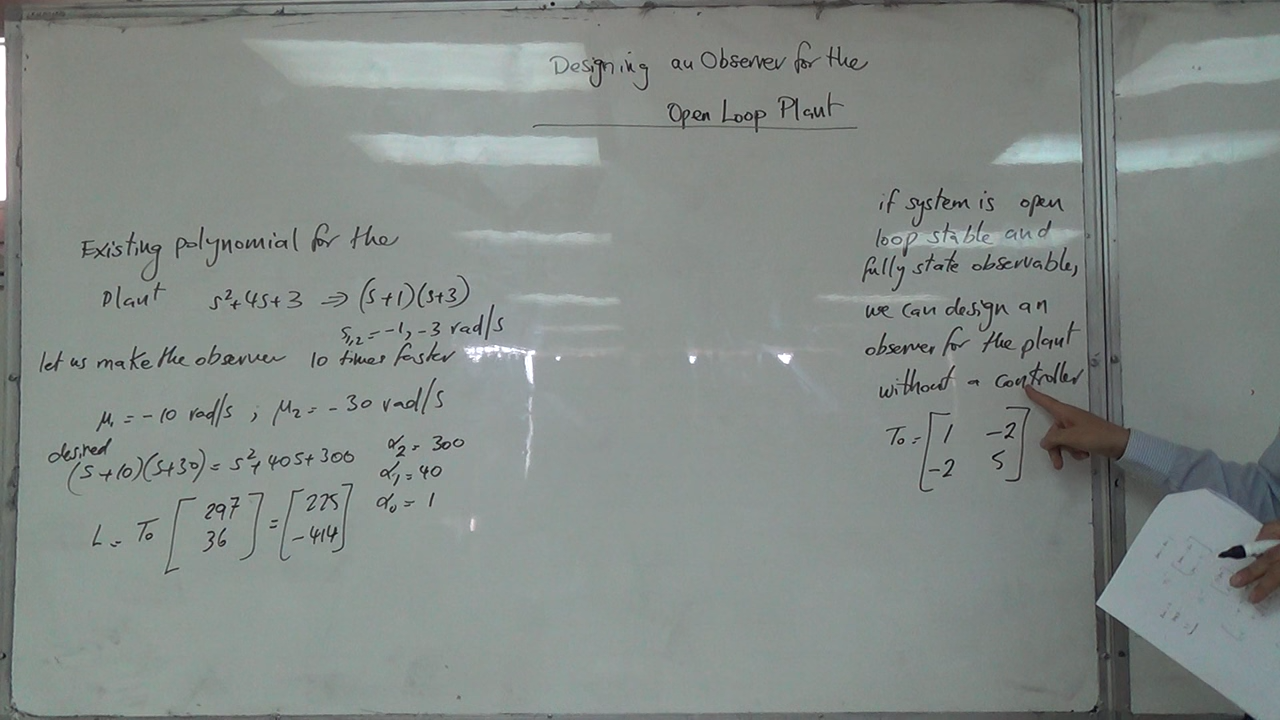 Designing an Observer for the
Open Loop Plant
Existing polynomial for the
Plant s²+4s+3 ⇒ (s+1)(s+3)
s₁,₂ = -1, -3 rad/s
let us make the observer 10 times faster
μ₁ = -10 rad/s ; μ₂ = -30 rad/s
desired
(s+10)(s+30) = s²+40s+300
α₂ = 300
α₁ = 40
α₀ = 1
L = To [297 36] = [225 -414]
if system is open
loop stable and
fully state observable,
we can design an
observer for the plant
without a controller
To = [1 -2
-2 5]